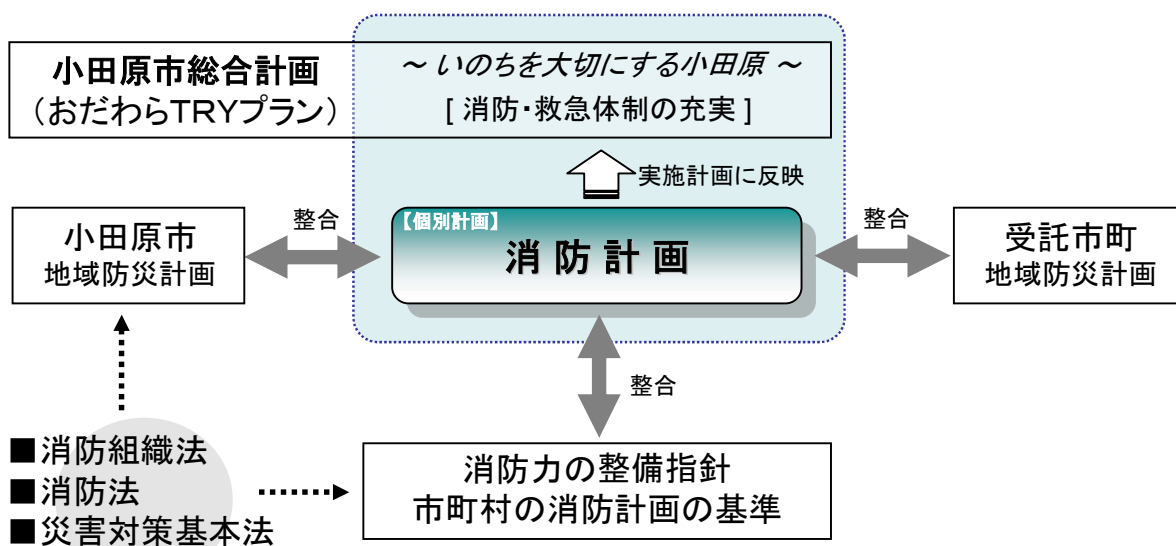 小田原市総合計画
（おだわらTRYプラン）
～ いのちを大切にする小田原 ～
[ 消防・救急体制の充実 ]
実施計画に反映
小田原市
地域防災計画
整合
【個別計画】
消防計画
整合
受託市町
地域防災計画
整合
■消防組織法
■消防法
■災害対策基本法
消防力の整備指針
市町村の消防計画の基準